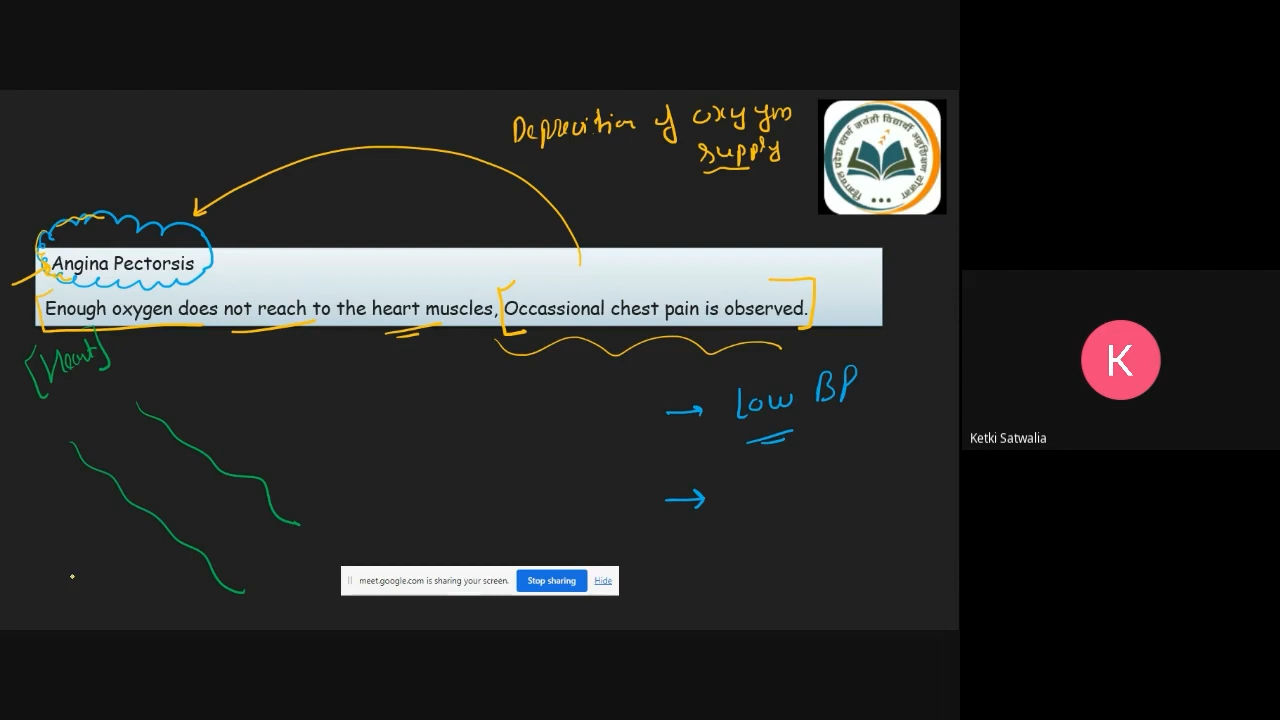 Depreviation of oxygen
supply
Angina Pectorsis
Enough oxygen does not reach to the heart muscles, Occassional chest pain is observed.
[Heart]
→ Low BP
→
meet.google.com is sharing your screen. Stop sharing Hide
K
Ketki Satwalia